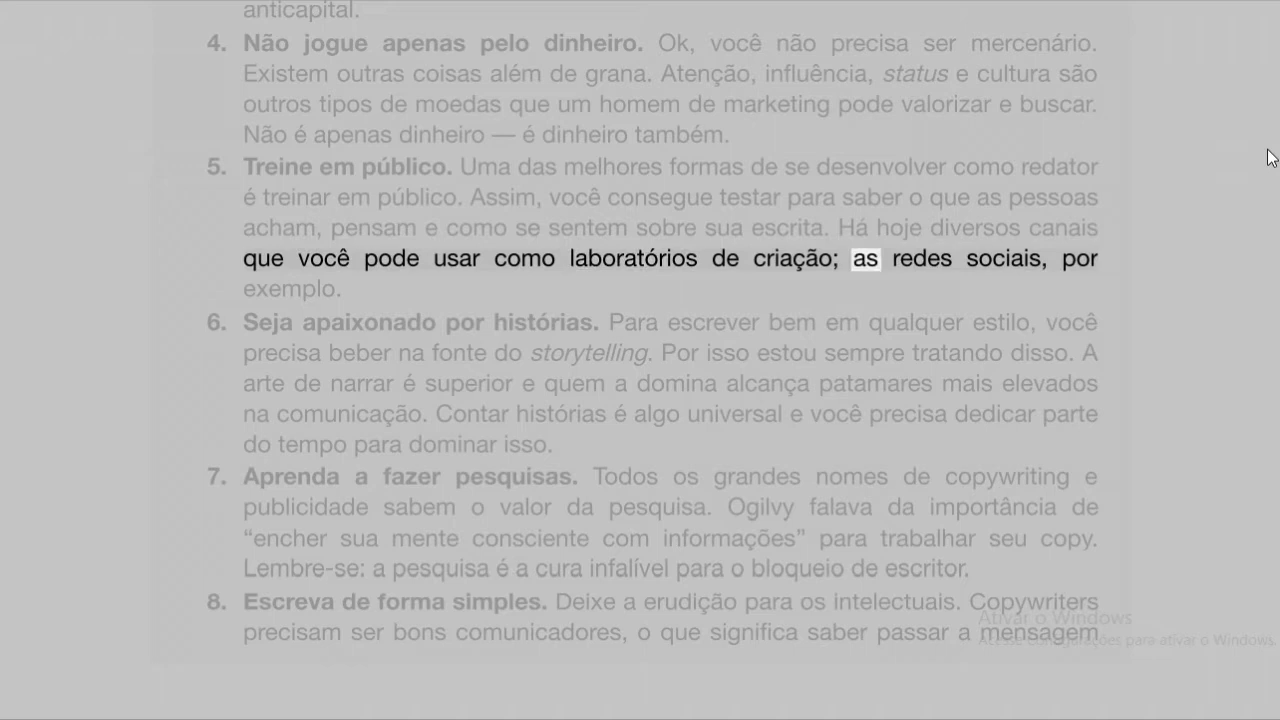 anticapital.
4. Não jogue apenas pelo dinheiro. Ok, você não precisa ser mercenário.
Existem outras coisas além de grana. Atenção, influência, status e cultura são
outros tipos de moedas que um homem de marketing pode valorizar e buscar.
Não é apenas dinheiro — é dinheiro também.
5. Treine em público. Uma das melhores formas de se desenvolver como redator
é treinar em público. Assim, você consegue testar para saber o que as pessoas
acham, pensam e como se sentem sobre sua escrita. Há hoje diversos canais
que você pode usar como laboratórios de criação; as redes sociais, por
exemplo.
6. Seja apaixonado por histórias. Para escrever bem em qualquer estilo, você
precisa beber na fonte do storytelling. Por isso estou sempre tratando disso. A
arte de narrar é superior e quem a domina alcança patamares mais elevados
na comunicação. Contar histórias é algo universal e você precisa dedicar parte
do tempo para dominar isso.
7. Aprenda a fazer pesquisas. Todos os grandes nomes de copywriting e
publicidade sabem o valor da pesquisa. Ogilvy falava da importância de
“encher sua mente consciente com informações” para trabalhar seu copy.
Lembre-se: a pesquisa é a cura infalível para o bloqueio de escritor.
8. Escreva de forma simples. Deixe a erudição para os intelectuais. Copywriters
precisam ser bons comunicadores, o que significa saber passar a mensagem
Ativar o Windows
Acesse Configurações para ativar o Windows.